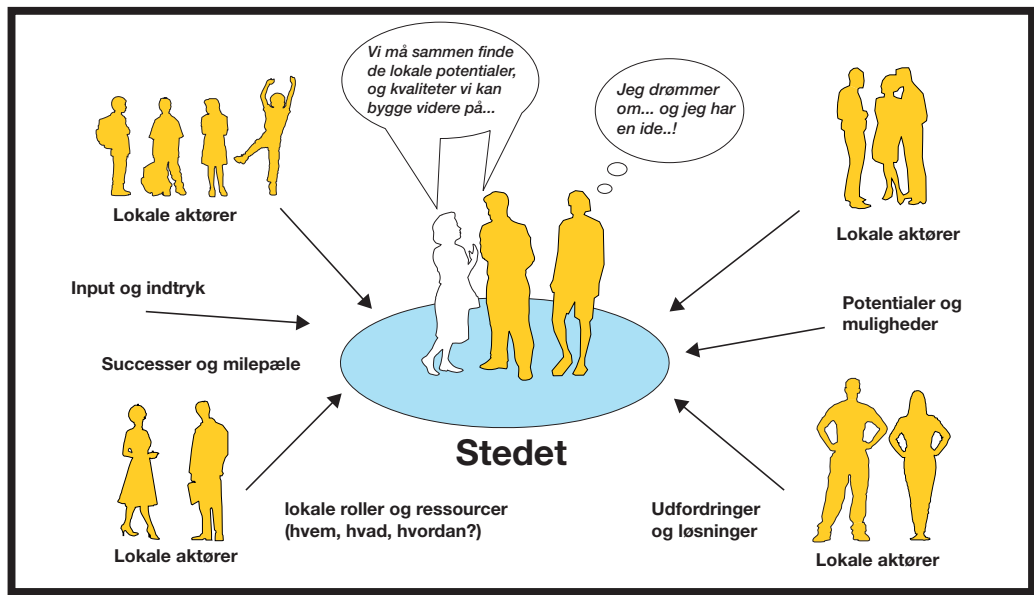 Vi må sammen finde
de lokale potentialer,
og kvaliteter vi kan
bygge videre på...
Jeg drømmer
om... og jeg har
en ide..!
Lokale aktører
Lokale aktører
Input og indtryk
Potentialer og
muligheder
Successer og milepæle
Stedet
lokale roller og ressourcer
(hvem, hvad, hvordan?)
Udfordringer
og løsninger
Lokale aktører
Lokale aktører